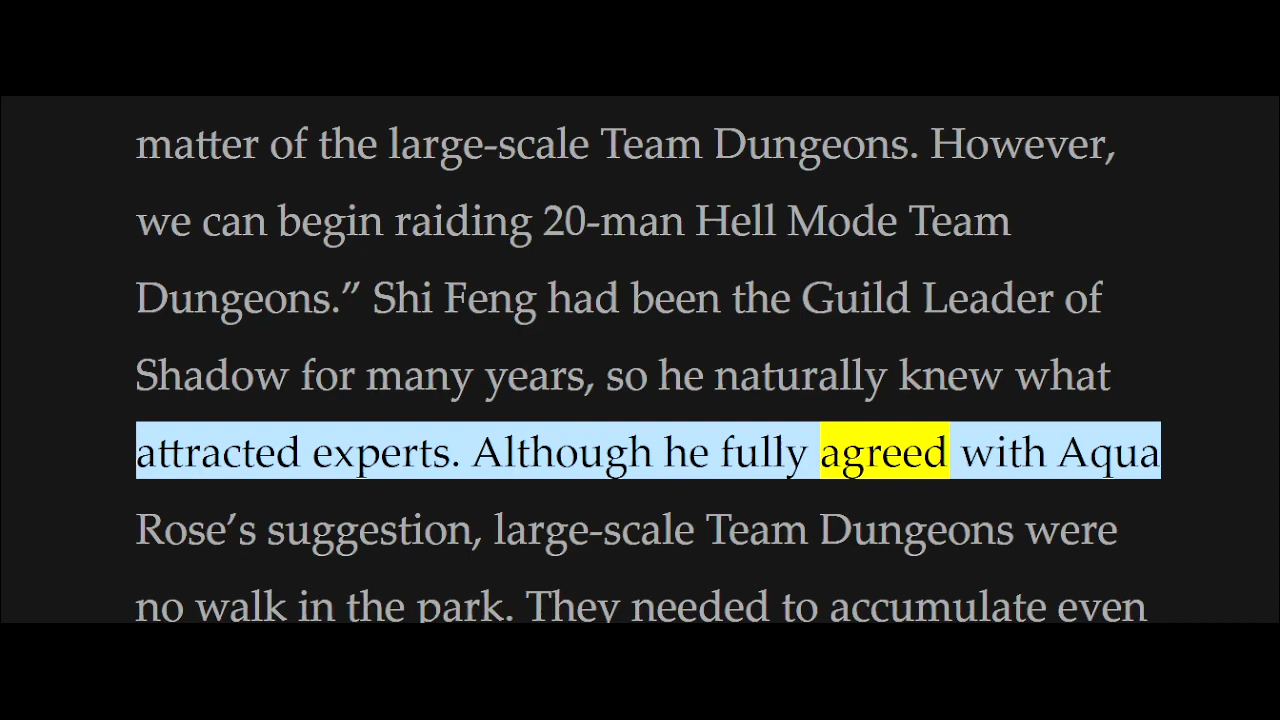 matter of the large-scale Team Dungeons. However,
we can begin raiding 20-man Hell Mode Team
Dungeons.” Shi Feng had been the Guild Leader of
Shadow for many years, so he naturally knew what
attracted experts. Although he fully agreed with Aqua
Rose’s suggestion, large-scale Team Dungeons were
no walk in the park. They needed to accumulate even